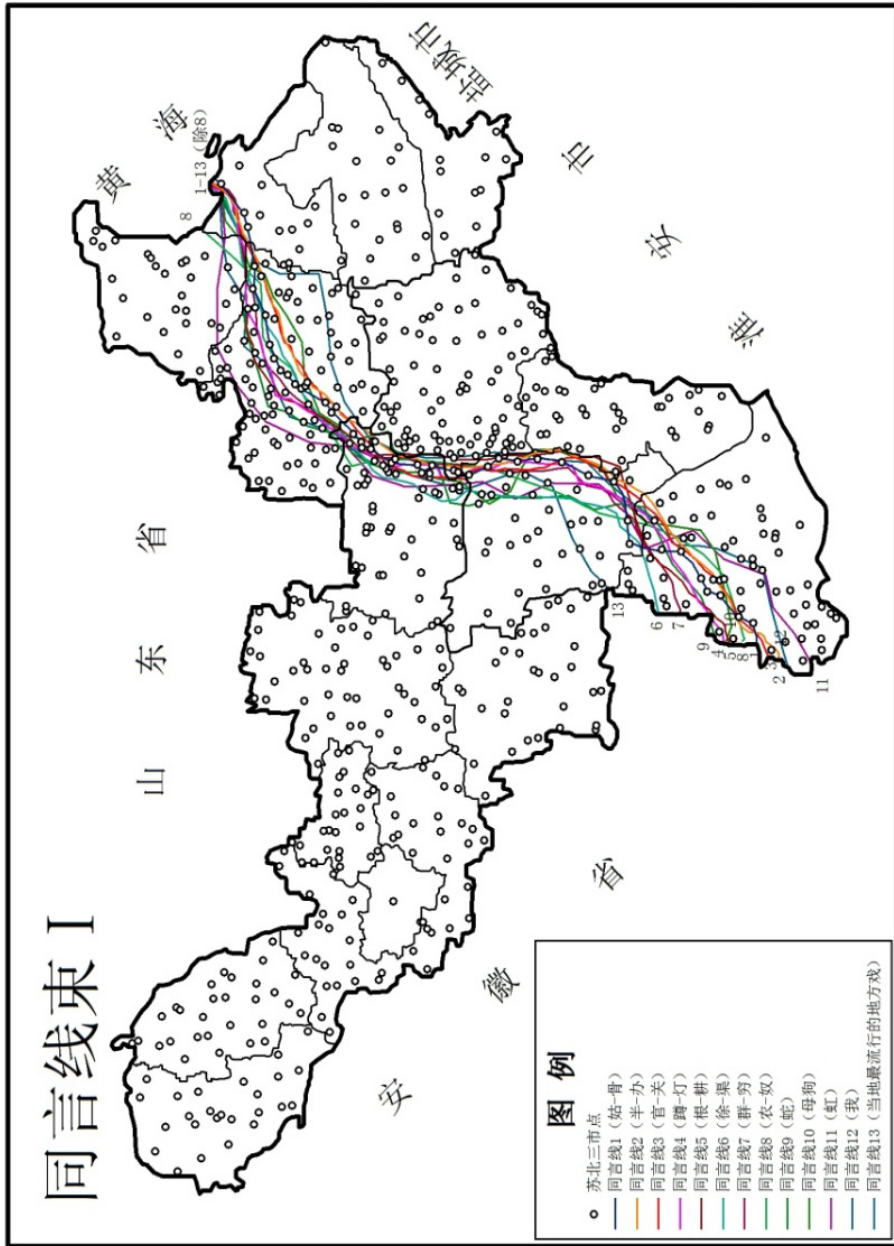 同言线束 I
黄 海
1-13 (除8)
8
盐城市
淮 安 市
山 东 省
安 徽 省
13
6
7
9
4
5
8
10
1
3
12
2
11
图 例
苏北三市点
同言线1 (姑-骨)
同言线2 (半-办)
同言线3 (官-关)
同言线4 (蹲-灯)
同言线5 (根-耕)
同言线6 (徐-渠)
同言线7 (群-穷)
同言线8 (农-奴)
同言线9 (蛇)
同言线10 (母狗)
同言线11 (虹)
同言线12 (我)
同言线13 (当地最流行的地方戏)